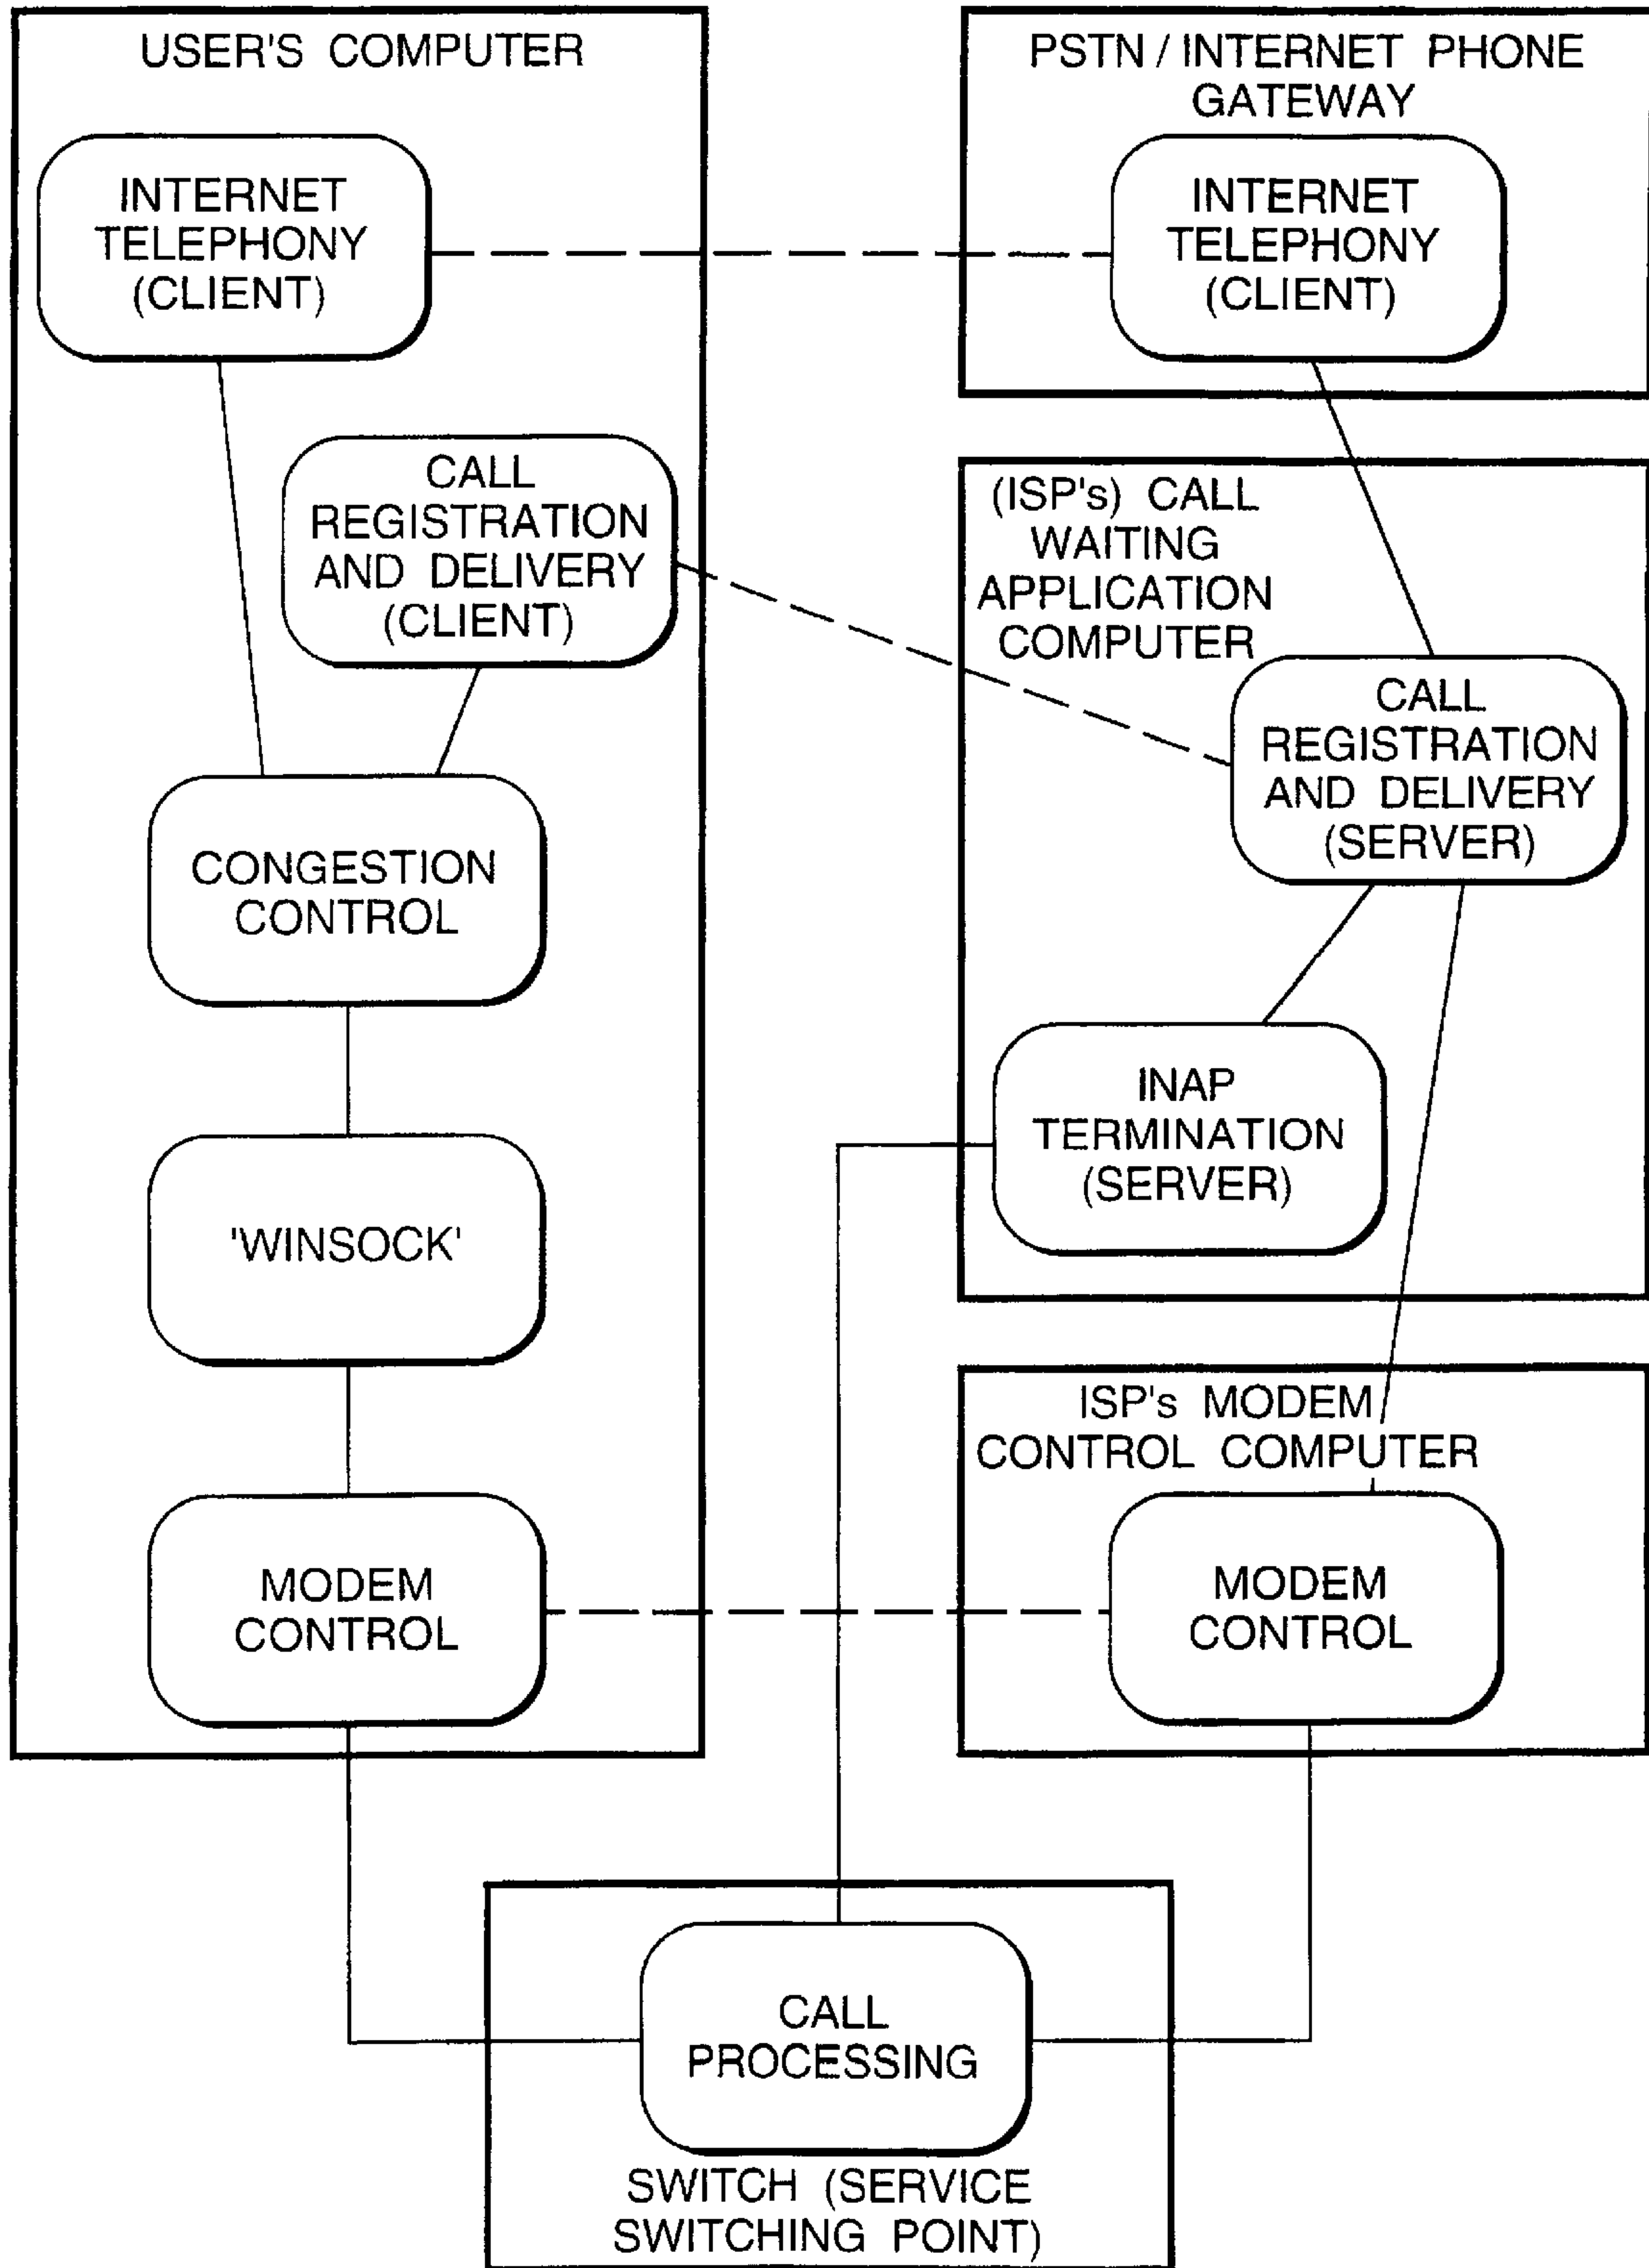 USER'S COMPUTER
INTERNET
TELEPHONY
(CLIENT)
CALL
REGISTRATION
AND DELIVERY
(CLIENT)
CONGESTION
CONTROL
'WINSOCK'
MODEM
CONTROL
PSTN / INTERNET PHONE
GATEWAY
INTERNET
TELEPHONY
(CLIENT)
(ISP's) CALL
WAITING
APPLICATION
COMPUTER
CALL
REGISTRATION
AND DELIVERY
(SERVER)
INAP
TERMINATION
(SERVER)
ISP's MODEM
CONTROL COMPUTER
MODEM
CONTROL
CALL
PROCESSING
SWITCH (SERVICE
SWITCHING POINT)